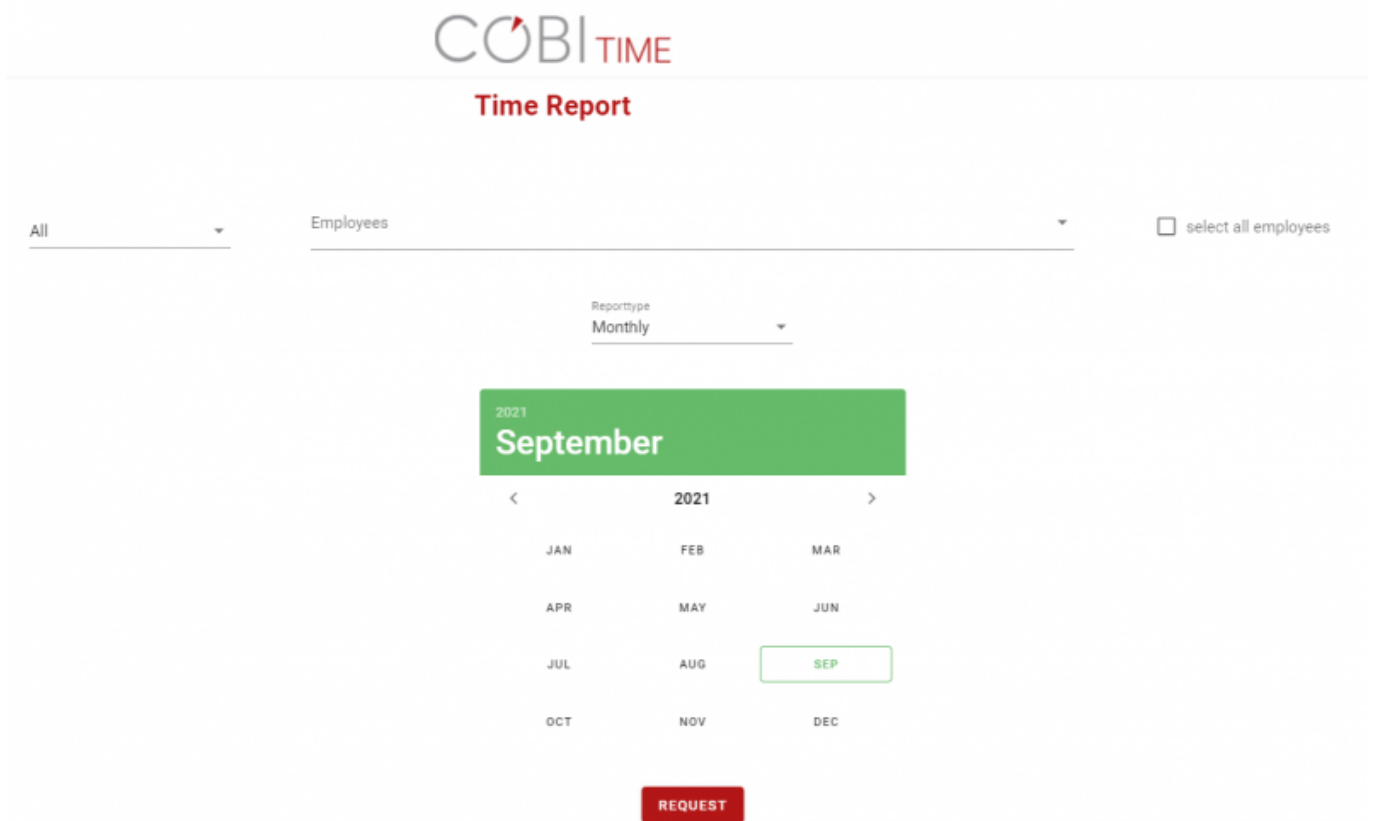 COBI TIME
Time Report
All
Employees
select all employees
Reporttype
Monthly
2021
September
2021
JAN FEB MAR
APR MAY JUN
JUL AUG SEP
OCT NOV DEC
REQUEST